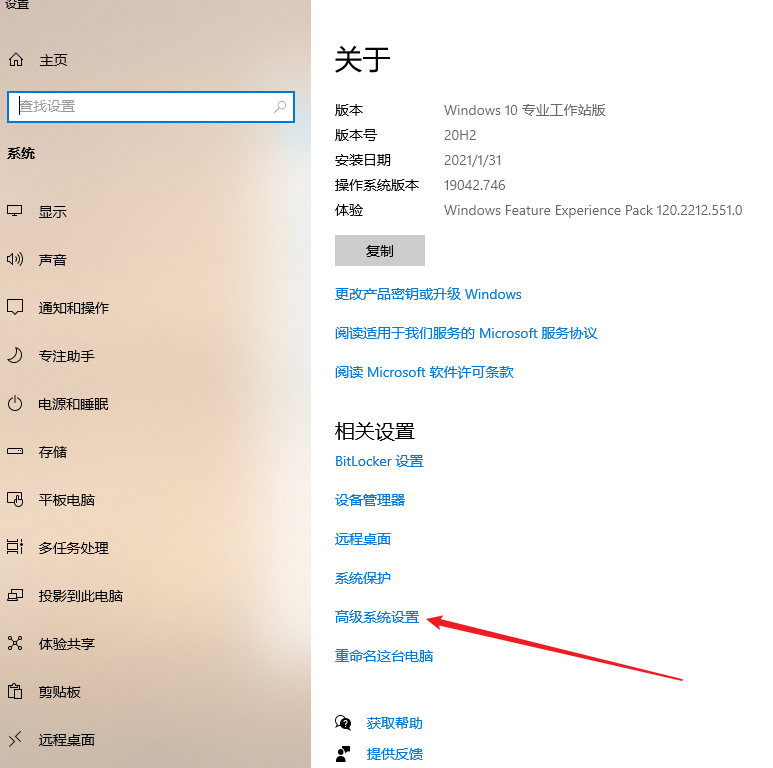 设置
主页
查找设置
系统
显示
声音
通知和操作
专注助手
电源和睡眠
存储
平板电脑
多任务处理
投影到此电脑
体验共享
剪贴板
远程桌面
关于
版本 Windows 10 专业工作站版
版本号 20H2
安装日期 2021/1/31
操作系统版本 19042.746
体验 Windows Feature Experience Pack 120.2212.551.0
复制
更改产品密钥或升级 Windows
阅读适用于我们服务的 Microsoft 服务协议
阅读 Microsoft 软件许可条款
相关设置
BitLocker 设置
设备管理器
远程桌面
系统保护
高级系统设置
重命名这台电脑
获取帮助
提供反馈